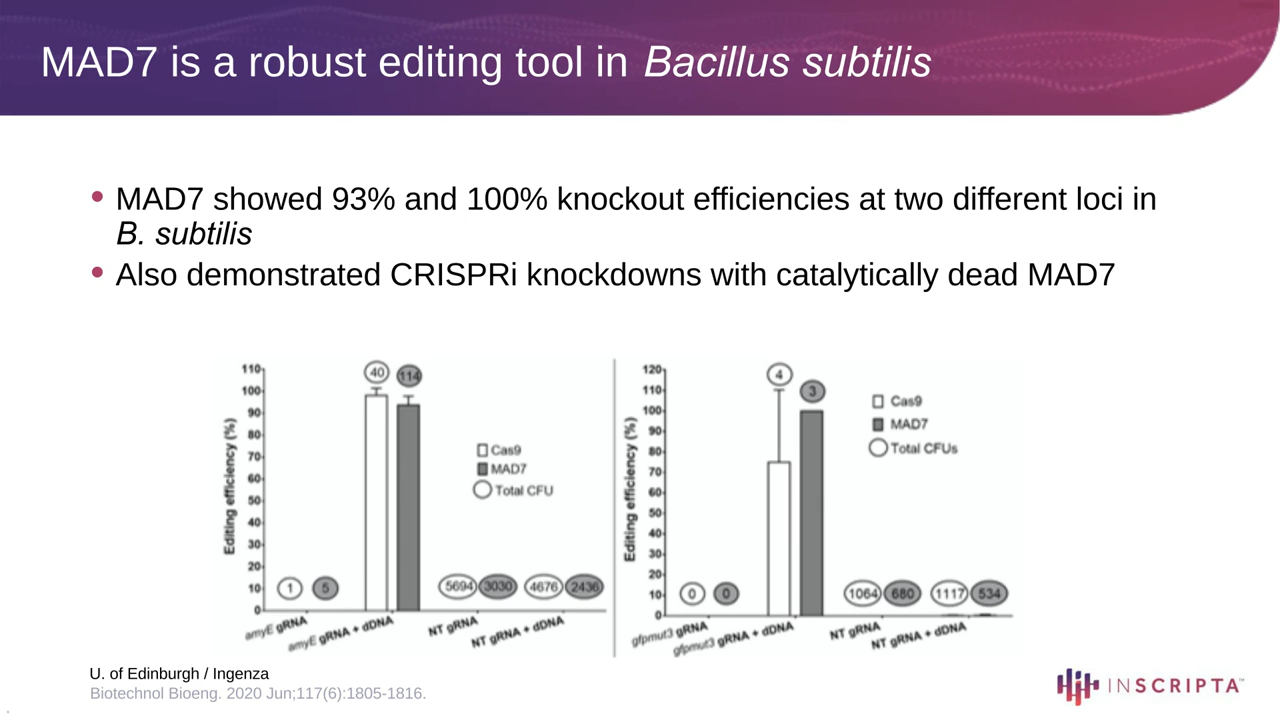 MAD7 is a robust editing tool in Bacillus subtilis
• MAD7 showed 93% and 100% knockout efficiencies at two different loci in
B. subtilis
• Also demonstrated CRISPRi knockdowns with catalytically dead MAD7
Editing efficiency (%)
110
100
90
80
70
60
50
40
30
20
10
0
40
114
Cas9
MAD7
Total CFU
1
5
5694
3030
4676
2436
amyE gRNA
amyE gRNA + dDNA
NT gRNA
NT gRNA + dDNA
Editing efficiency (%)
120
110
100
90
80
70
60
50
40
30
20
10
0
4
3
Cas9
MAD7
Total CFUs
0
0
1064
680
1117
534
gfpmut3 gRNA
gfpmut3 gRNA + dDNA
NT gRNA
NT gRNA + dDNA
U. of Edinburgh / Ingenza
Biotechnol Bioeng. 2020 Jun;117(6):1805-1816.
INSCRIPTA™